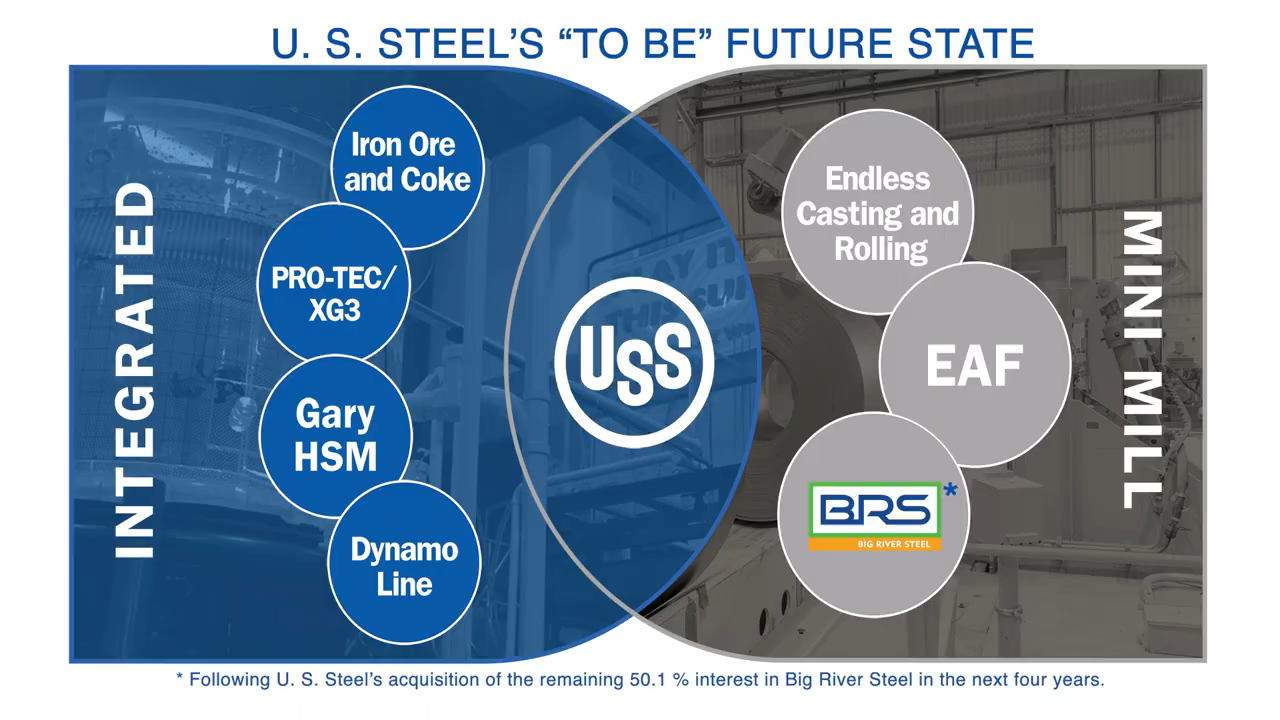 U. S. STEEL’S “TO BE” FUTURE STATE
INTEGRATED
Iron Ore
and Coke
PRO-TEC/
XG3
Gary
HSM
Dynamo
Line
USS
Endless
Casting and
Rolling
EAF
BRS*
BIG RIVER STEEL
MINI MILL
* Following U. S. Steel’s acquisition of the remaining 50.1 % interest in Big River Steel in the next four years.